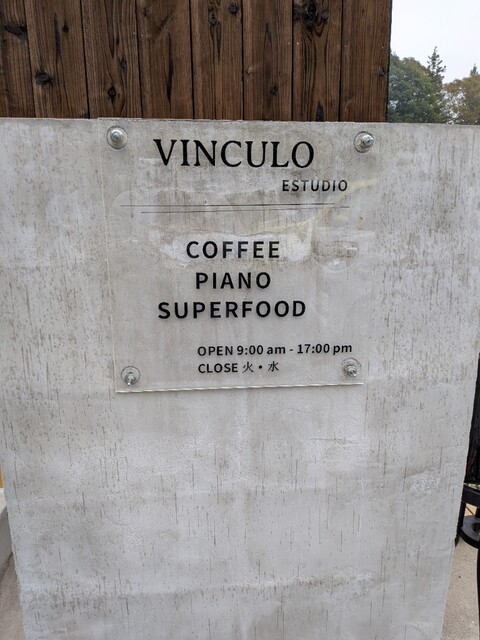 VINCULO
ESTUDIO
COFFEE
PIANO
SUPERFOOD
OPEN 9:00 am - 17:00 pm
CLOSE 火・水